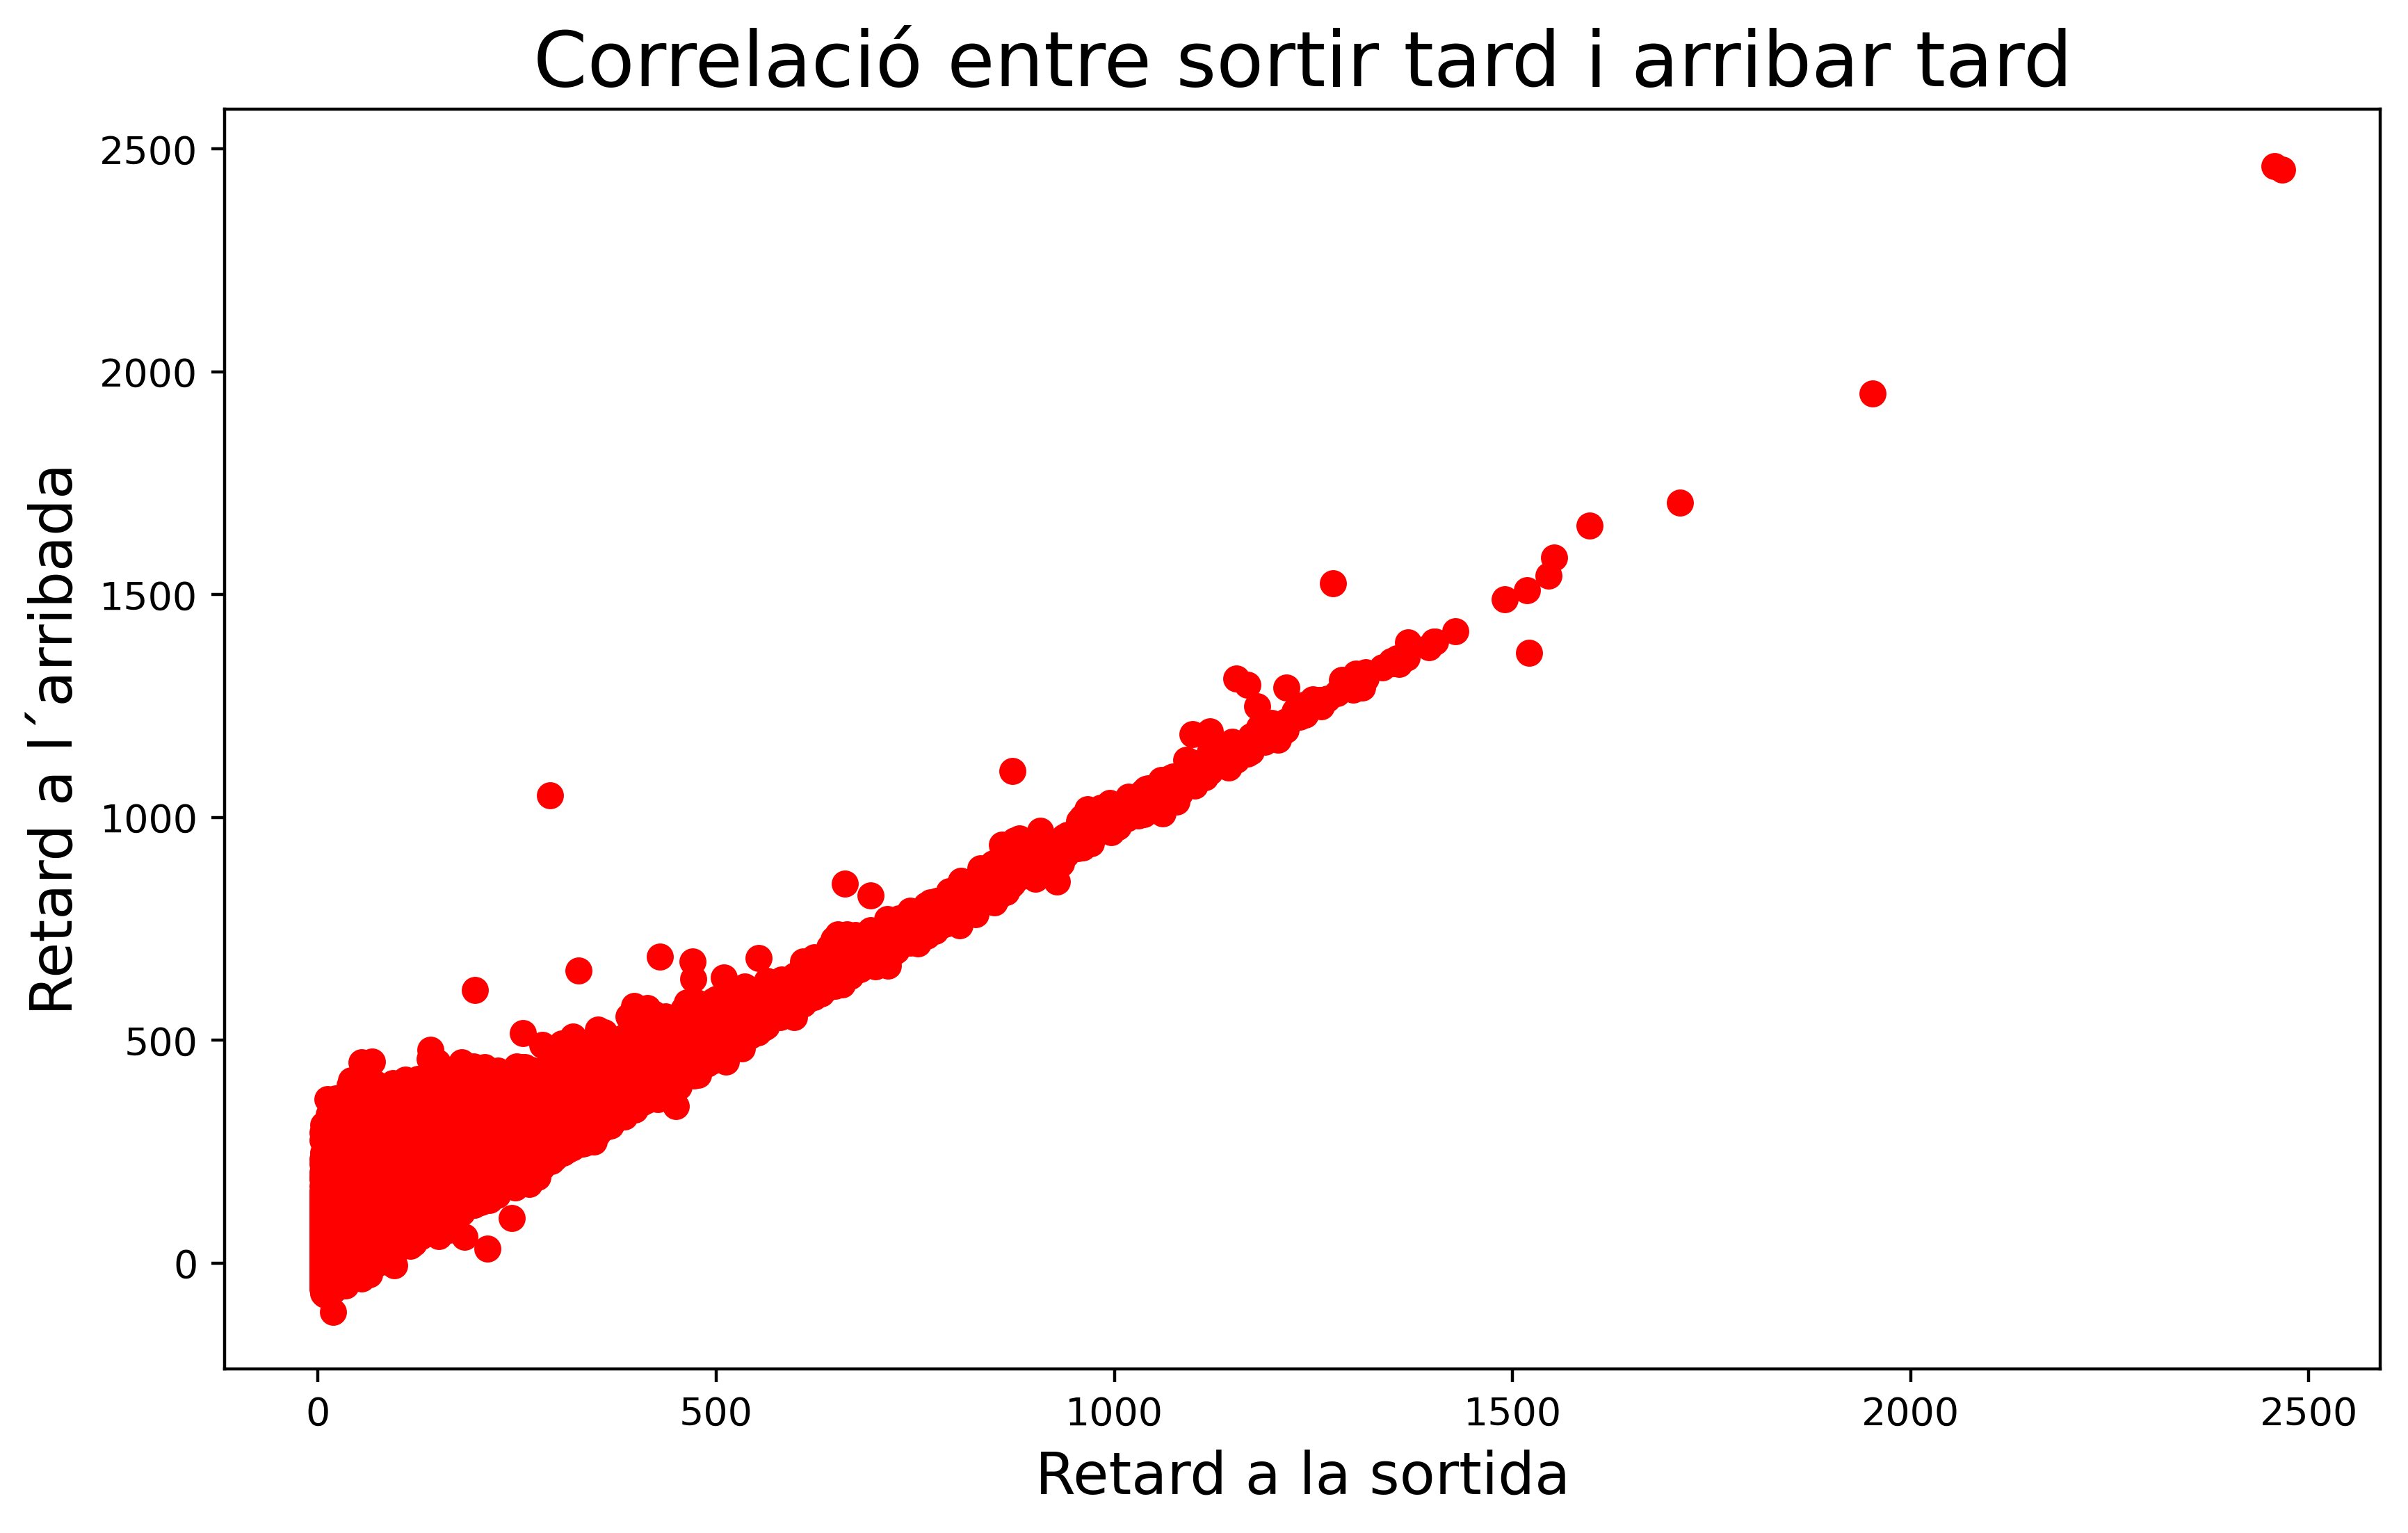 Correlació entre sortir tard i arribar tard
2500
2000
1500
1000
500
0
Retard a l´arribada
0 500 1000 1500 2000 2500
Retard a la sortida